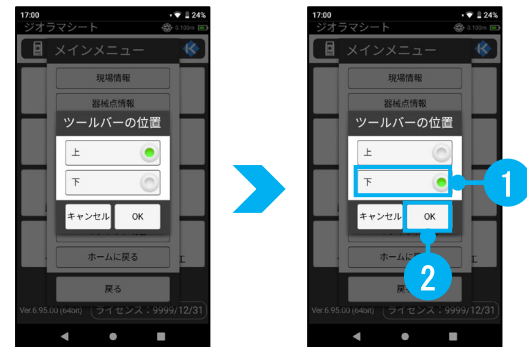 17:00
24%
ジオラマシート
0.100m
メインメニュー
現場情報
器械点情報
ツールバーの位置
上
下
キャンセル
OK
ホームに戻る
戻る
Ver.6.95.00 (64bit)
ライセンス:9999/12/31
17:00
24%
ジオラマシート
0.100m
メインメニュー
現場情報
器械点情報
ツールバーの位置
上
下
1
キャンセル
OK
ホームに戻る
2
Ver.6.95.00 (64bit)
ライセンス:9999/12/31